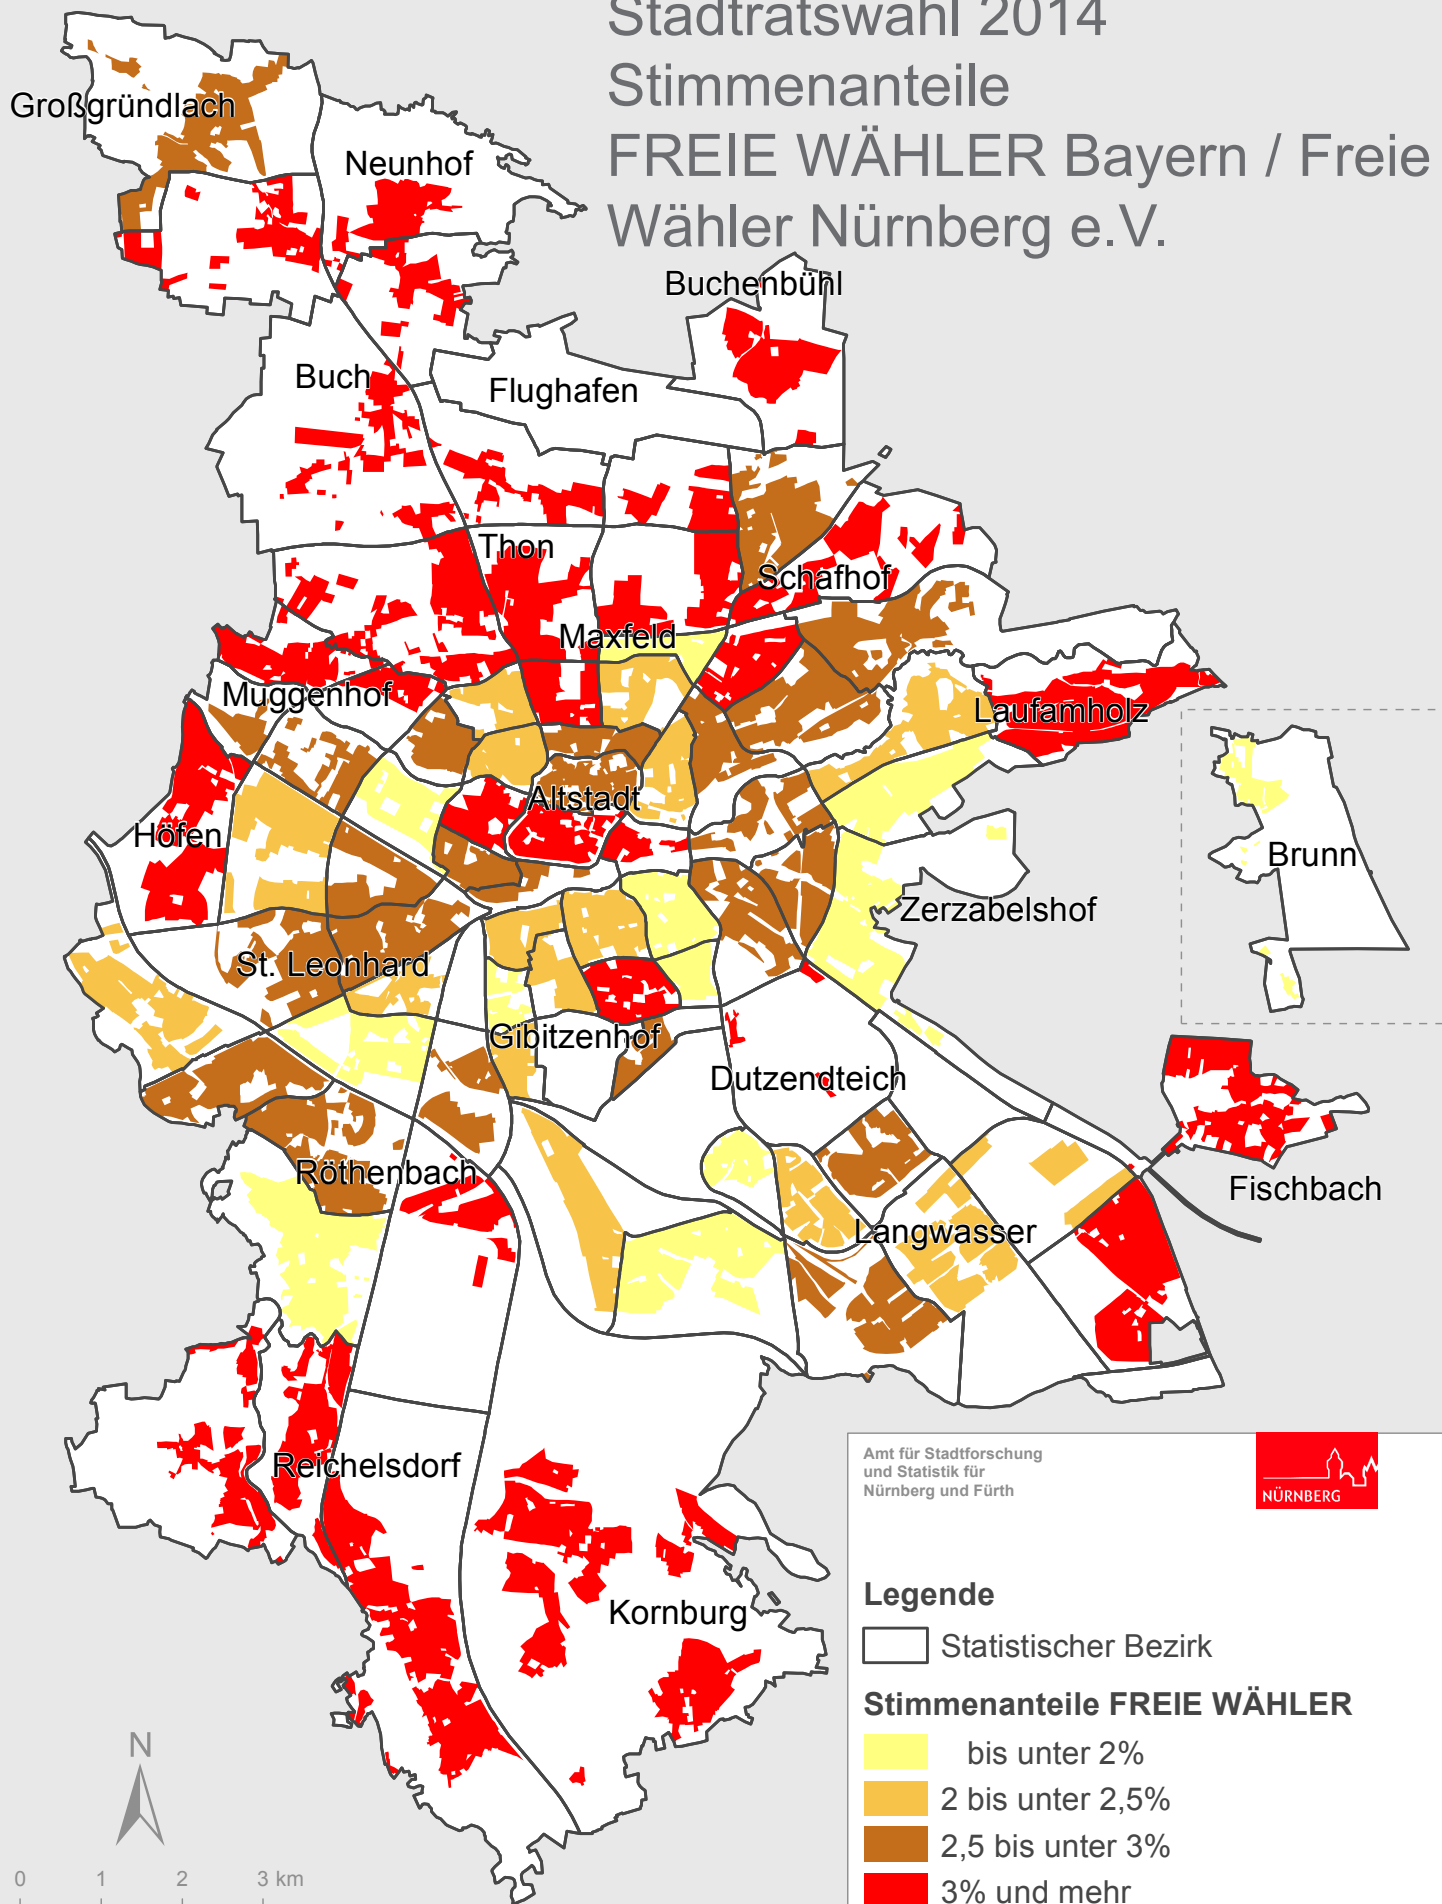 Stadtratswahl 2014
Stimmenanteile
FREIE WÄHLER Bayern / Freie
Wähler Nürnberg e.V.
Großgründlach
Neunhof
Buchenbühl
Buch
Flughafen
Thon
Schafhof
Maxfeld
Muggenhof
Laufamholz
Altstadt
Höfen
Brunn
Zerzabelshof
St. Leonhard
Gibitzenhof
Dutzendteich
Röthenbach
Fischbach
Langwasser
Reichelsdorf
Kornburg
Amt für Stadtforschung
und Statistik für
Nürnberg und Fürth
NÜRNBERG
Legende
Statistischer Bezirk
Stimmenanteile FREIE WÄHLER
bis unter 2%
2 bis unter 2,5%
2,5 bis unter 3%
3% und mehr
N
0 1 2 3 km